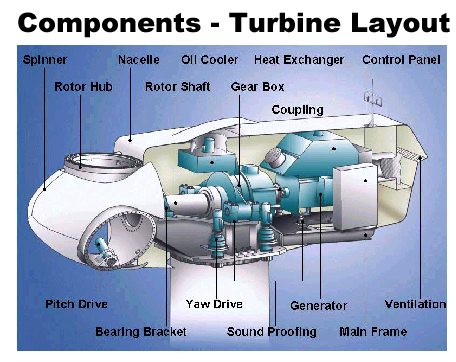 Components - Turbine Layout
Spinner Nacelle Oil Cooler Heat Exchanger Control Panel
Rotor Hub Rotor Shaft Gear Box
Coupling
Pitch Drive Yaw Drive Generator Ventilation
Bearing Bracket Sound Proofing Main Frame